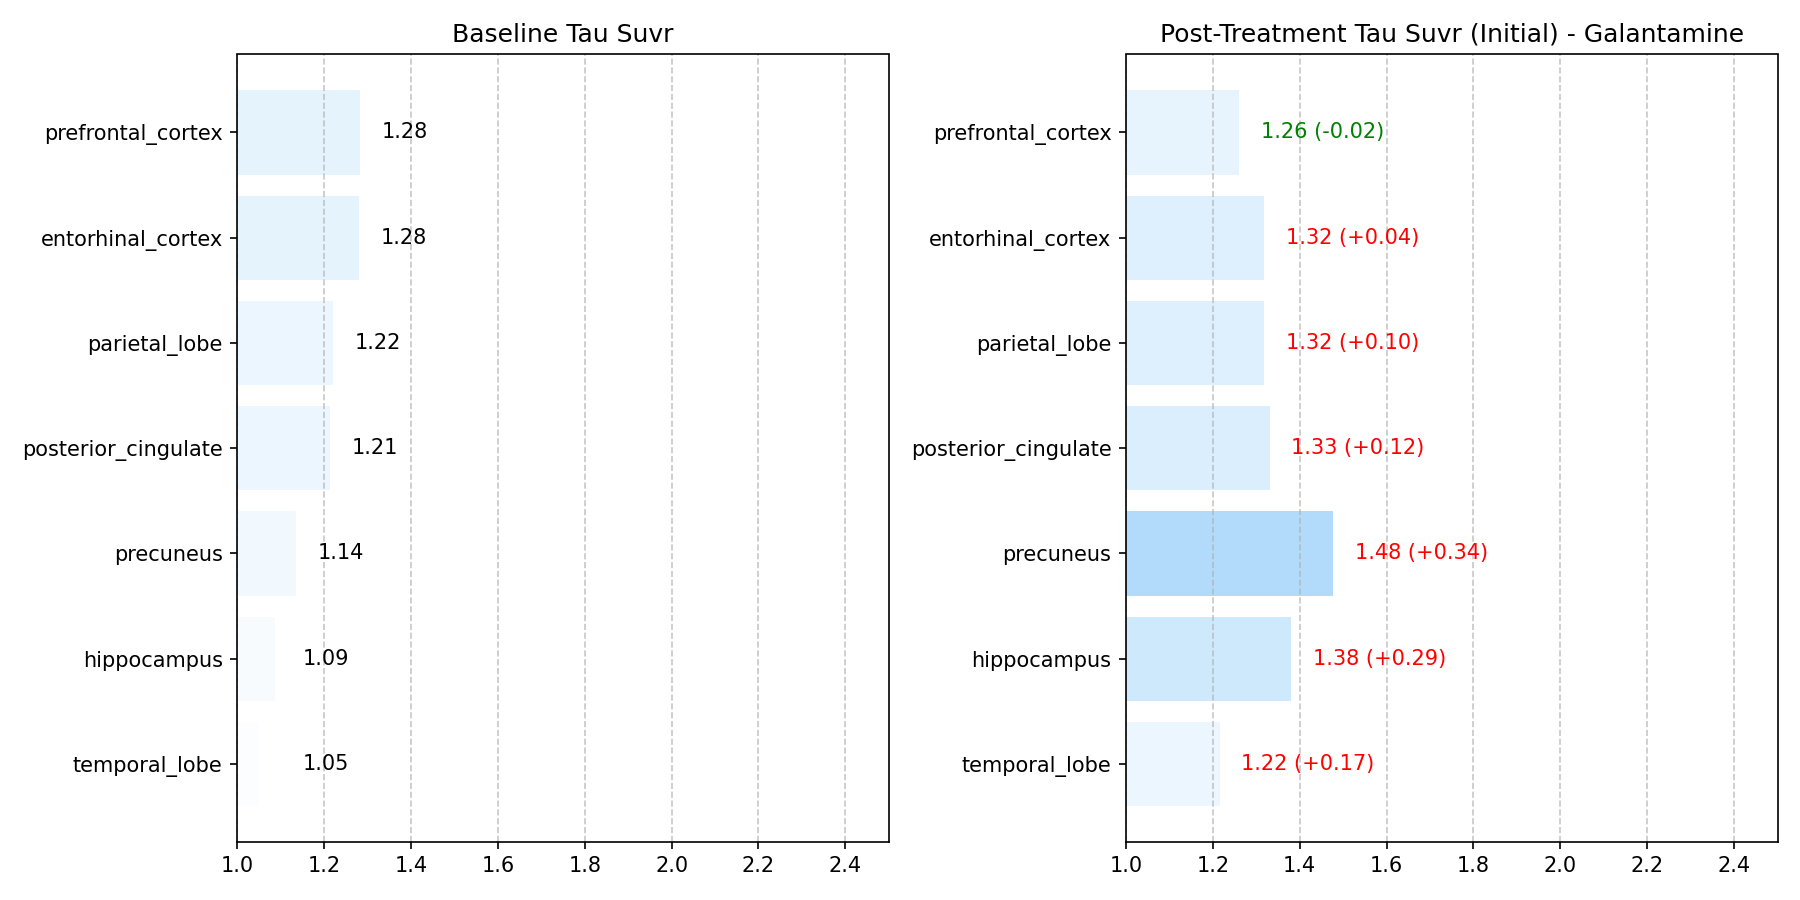 Baseline Tau Suvr
prefrontal_cortex 1.28
entorhinal_cortex 1.28
parietal_lobe 1.22
posterior_cingulate 1.21
precuneus 1.14
hippocampus 1.09
temporal_lobe 1.05
1.0 1.2 1.4 1.6 1.8 2.0 2.2 2.4
Post-Treatment Tau Suvr (Initial) - Galantamine
prefrontal_cortex 1.26 (-0.02)
entorhinal_cortex 1.32 (+0.04)
parietal_lobe 1.32 (+0.10)
posterior_cingulate 1.33 (+0.12)
precuneus 1.48 (+0.34)
hippocampus 1.38 (+0.29)
temporal_lobe 1.22 (+0.17)
1.0 1.2 1.4 1.6 1.8 2.0 2.2 2.4